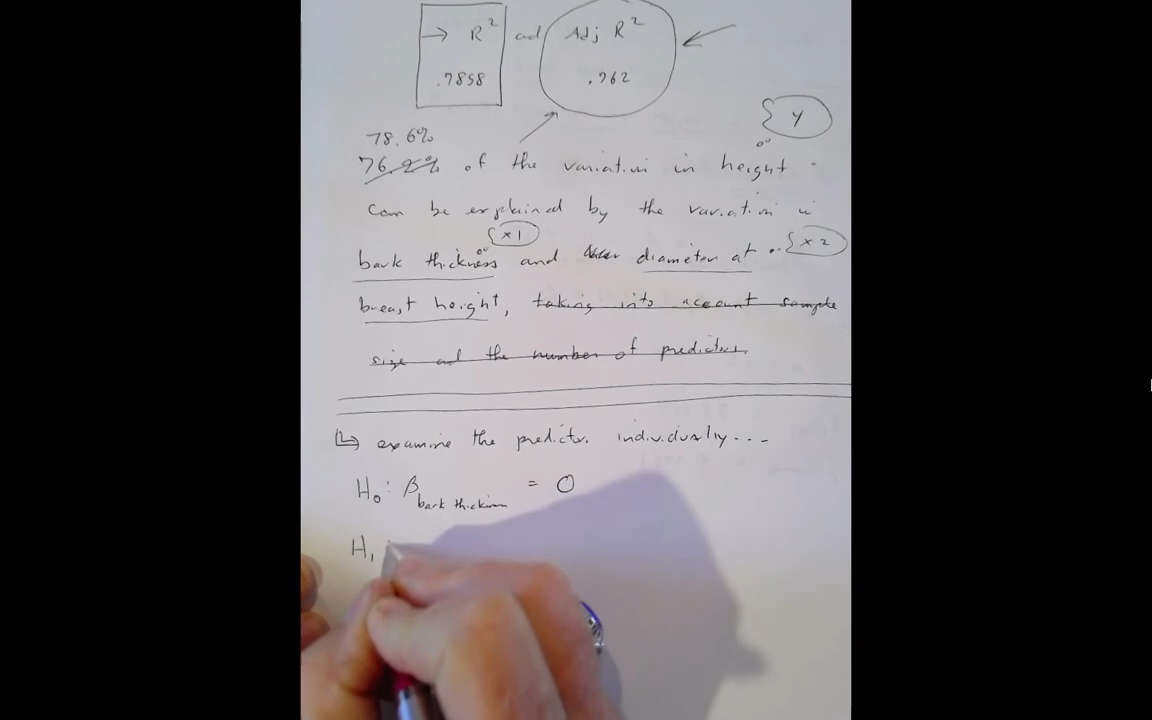 → R² and Adj R²
.7858 .762
{ Y
78.6%
76.2% of the variation in height
can be explained by the variation in
{ x1
bark thickness and diameter at { x2
breast height, taking into account sample
size and the number of predictors.
↳ examine the predictors individually...
H₀: β bark thickness = 0
H₁